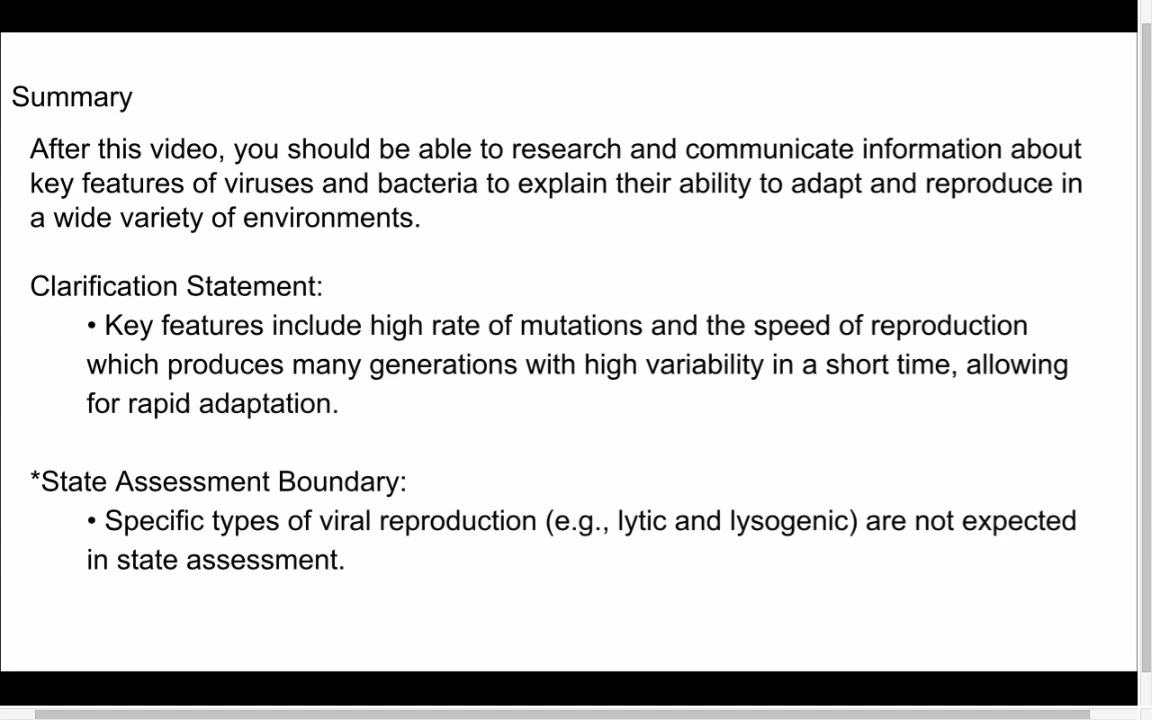 Summary
After this video, you should be able to research and communicate information about
key features of viruses and bacteria to explain their ability to adapt and reproduce in
a wide variety of environments.
Clarification Statement:
• Key features include high rate of mutations and the speed of reproduction
which produces many generations with high variability in a short time, allowing
for rapid adaptation.
*State Assessment Boundary:
• Specific types of viral reproduction (e.g., lytic and lysogenic) are not expected
in state assessment.